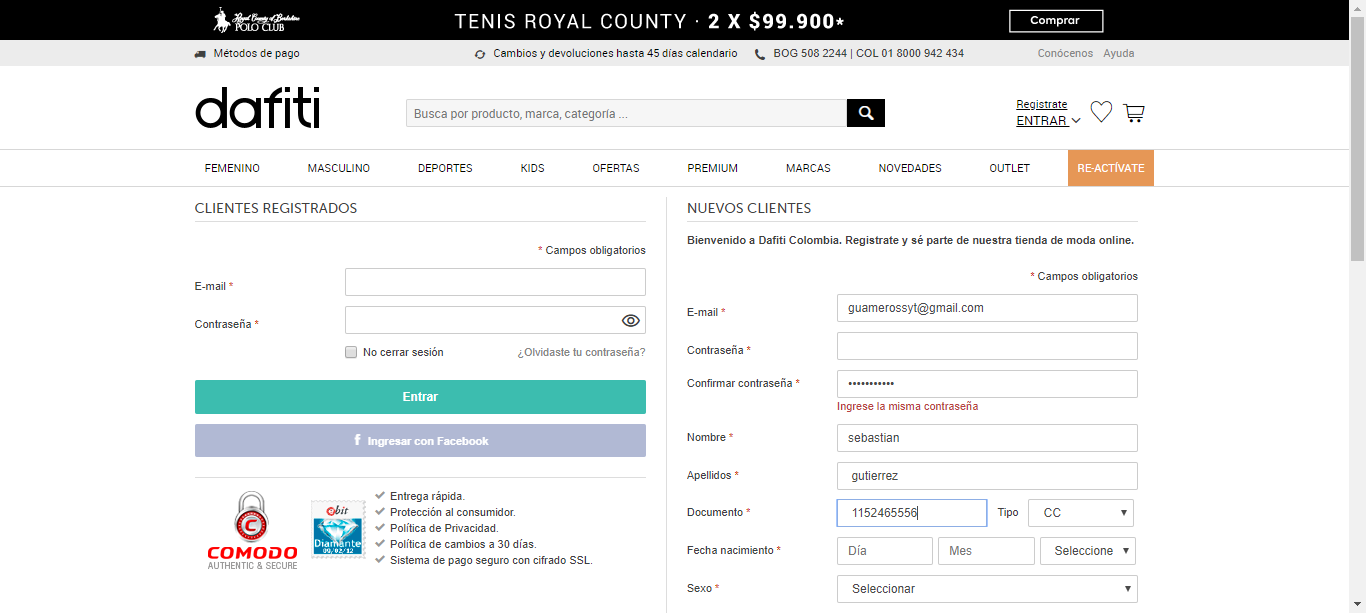 Royal County of Berkshire
POLO CLUB
TENIS ROYAL COUNTY · 2 X $99.900*
Comprar
Métodos de pago
Cambios y devoluciones hasta 45 días calendario
BOG 508 2244 | COL 01 8000 942 434
Conócenos Ayuda
dafiti
Busca por producto, marca, categoría ...
Registrate
ENTRAR
FEMENINO MASCULINO DEPORTES KIDS OFERTAS PREMIUM MARCAS NOVEDADES OUTLET RE-ACTÍVATE
CLIENTES REGISTRADOS
* Campos obligatorios
E-mail *
Contraseña *
No cerrar sesión ¿Olvidaste tu contraseña?
Entrar
f Ingresar con Facebook
COMODO
AUTHENTIC & SECURE
ebit
Diamante
09/02/12
Entrega rápida.
Protección al consumidor.
Política de Privacidad.
Política de cambios a 30 días.
Sistema de pago seguro con cifrado SSL.
NUEVOS CLIENTES
Bienvenido a Dafiti Colombia. Registrate y sé parte de nuestra tienda de moda online.
* Campos obligatorios
E-mail * guamerossyt@gmail.com
Contraseña *
Confirmar contraseña * •••••••••••
Ingrese la misma contraseña
Nombre * sebastian
Apellidos * gutierrez
Documento * 1152465556 Tipo CC
Fecha nacimiento * Día Mes Seleccione
Sexo * Seleccionar